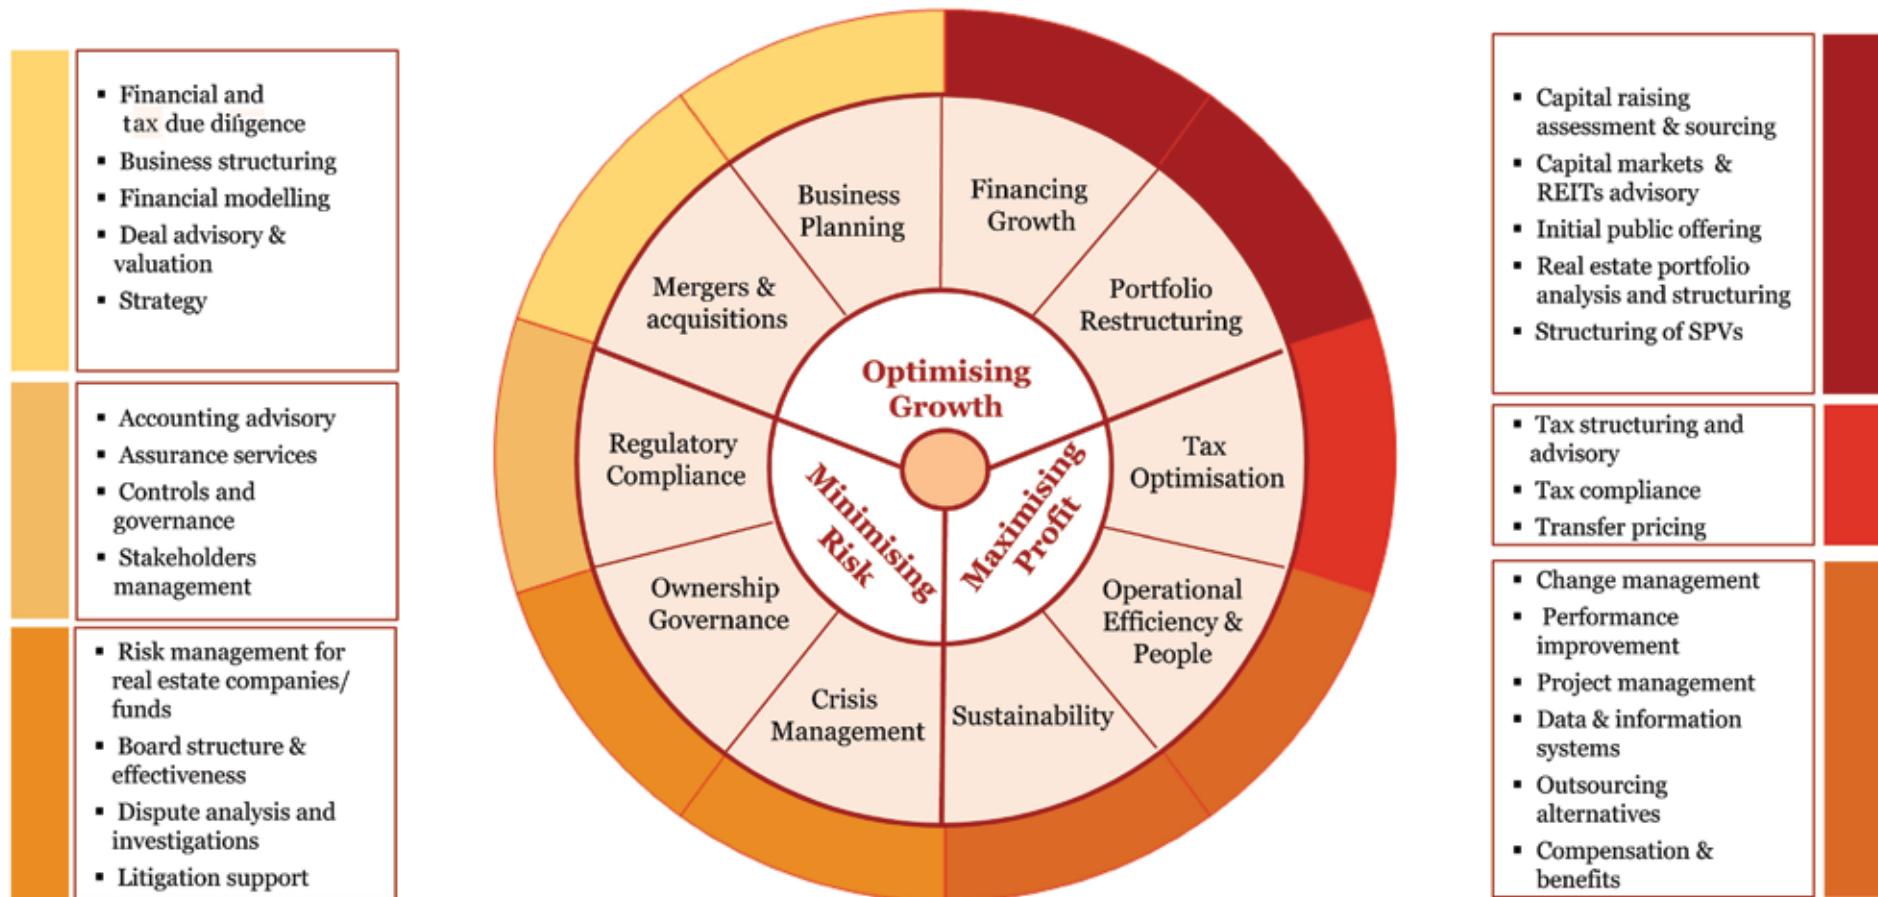 ▪ Financial and
tax due diligence
▪ Business structuring
▪ Financial modelling
▪ Deal advisory &
valuation
▪ Strategy
▪ Accounting advisory
▪ Assurance services
▪ Controls and
governance
▪ Stakeholders
management
▪ Risk management for
real estate companies/
funds
▪ Board structure &
effectiveness
▪ Dispute analysis and
investigations
▪ Litigation support
Business
Planning
Financing
Growth
Mergers &
acquisitions
Portfolio
Restructuring
Optimising
Growth
Regulatory
Compliance
Tax
Optimisation
Minimising
Risk
Maximising
Profit
Ownership
Governance
Operational
Efficiency &
People
Crisis
Management
Sustainability
▪ Capital raising
assessment & sourcing
▪ Capital markets &
REITs advisory
▪ Initial public offering
▪ Real estate portfolio
analysis and structuring
▪ Structuring of SPVs
▪ Tax structuring and
advisory
▪ Tax compliance
▪ Transfer pricing
▪ Change management
▪ Performance
improvement
▪ Project management
▪ Data & information
systems
▪ Outsourcing
alternatives
▪ Compensation &
benefits